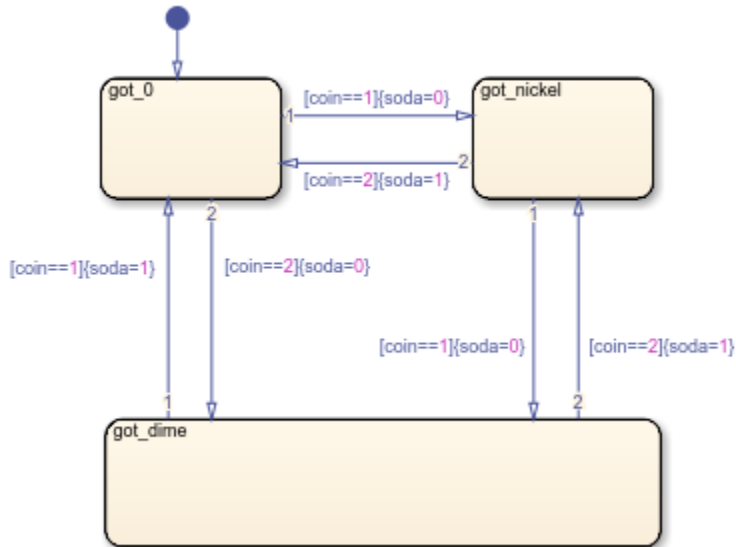 got_0
[coin==1]{soda=0}
got_nickel
1
2
[coin==2]{soda=1}
2
1
[coin==1]{soda=1}
[coin==2]{soda=0}
[coin==1]{soda=0}
[coin==2]{soda=1}
1
2
got_dime